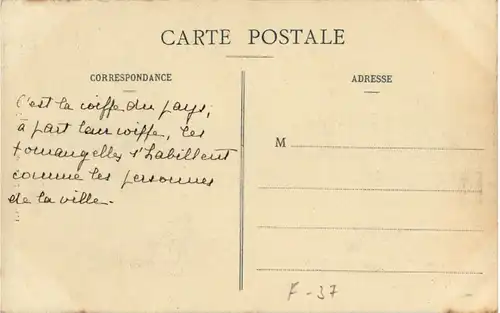 CARTE POSTALE
CORRESPONDANCE
C'est la coiffe du pays,
à part leur coiffe, les
tourangelles s'habillent
comme les personnes
de la ville.
ADRESSE
M
F-37